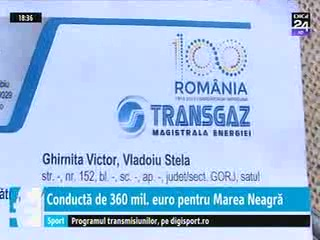 18:36
DIGI 24
HD
100
ROMÂNIA
TRANSGAZ
MAGISTRALA ENERGIEI
Ghirnita Victor, Vladoiu Stela
str. -, nr. 152, bl. -, sc. -, ap. -, judet/sect. GORJ, satul
Conductă de 360 mil. euro pentru Marea Neagră
Sport Programul transmisiunilor, pe digisport.ro